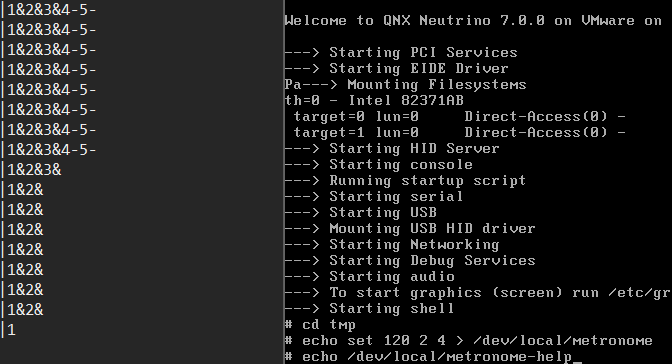 |1&2&3&4-5-
|1&2&3&4-5-
|1&2&3&4-5-
|1&2&3&4-5-
|1&2&3&4-5-
|1&2&3&4-5-
|1&2&3&4-5-
|1&2&3&4-5-
|1&2&3&
|1&2&
|1&2&
|1&2&
|1&2&
|1&2&
|1&2&
|1&2&
|1
Welcome to QNX Neutrino 7.0.0 on VMware on
---> Starting PCI Services
---> Starting EIDE Driver
Pa---> Mounting Filesystems
th=0 - Intel 82371AB
target=0 lun=0 Direct-Access(0) -
target=1 lun=0 Direct-Access(0) -
---> Starting HID Server
---> Starting console
---> Running startup script
---> Starting serial
---> Starting USB
---> Mounting USB HID driver
---> Starting Networking
---> Starting Debug Services
---> Starting audio
---> To start graphics (screen) run /etc/gr
---> Starting shell
# cd tmp
# echo set 120 2 4 > /dev/local/metronome
# echo /dev/local/metronome-help_